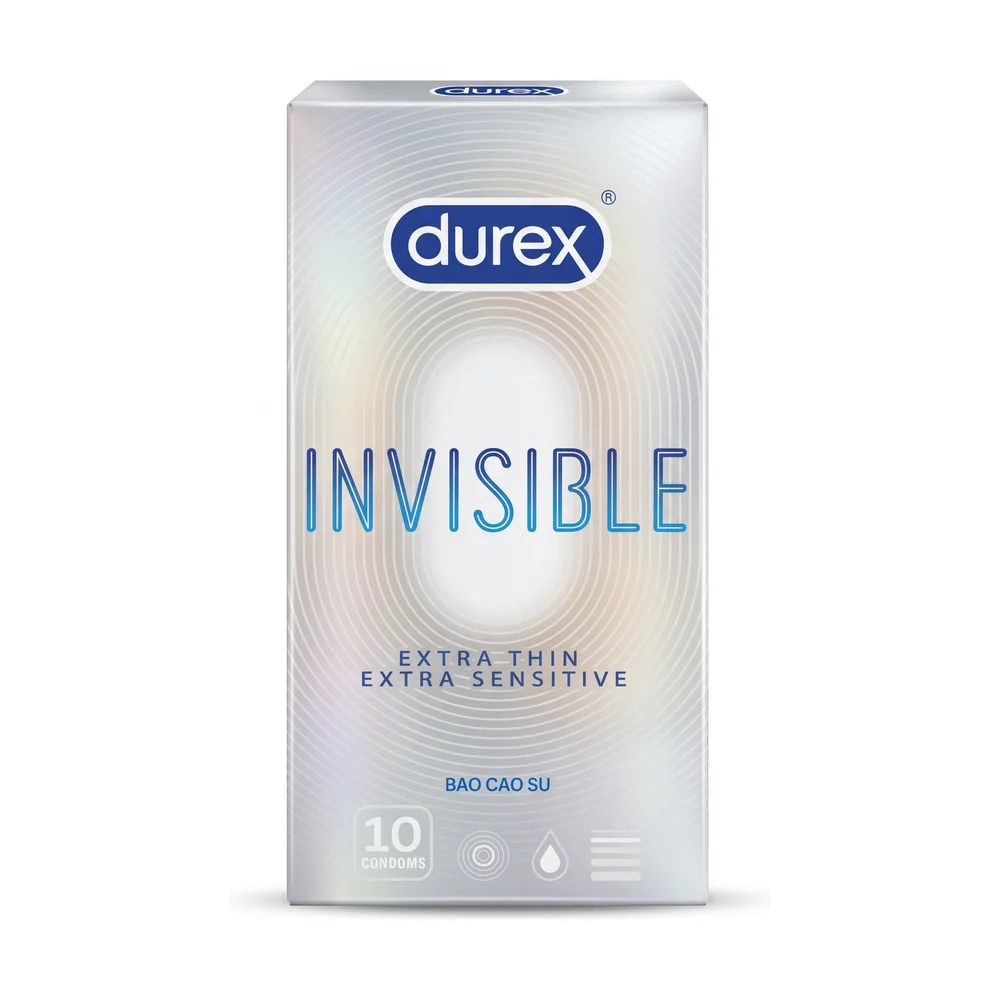 durex
durex®
INVISIBLE
EXTRA THIN
EXTRA SENSITIVE
BAO CAO SU
10
CONDOMS